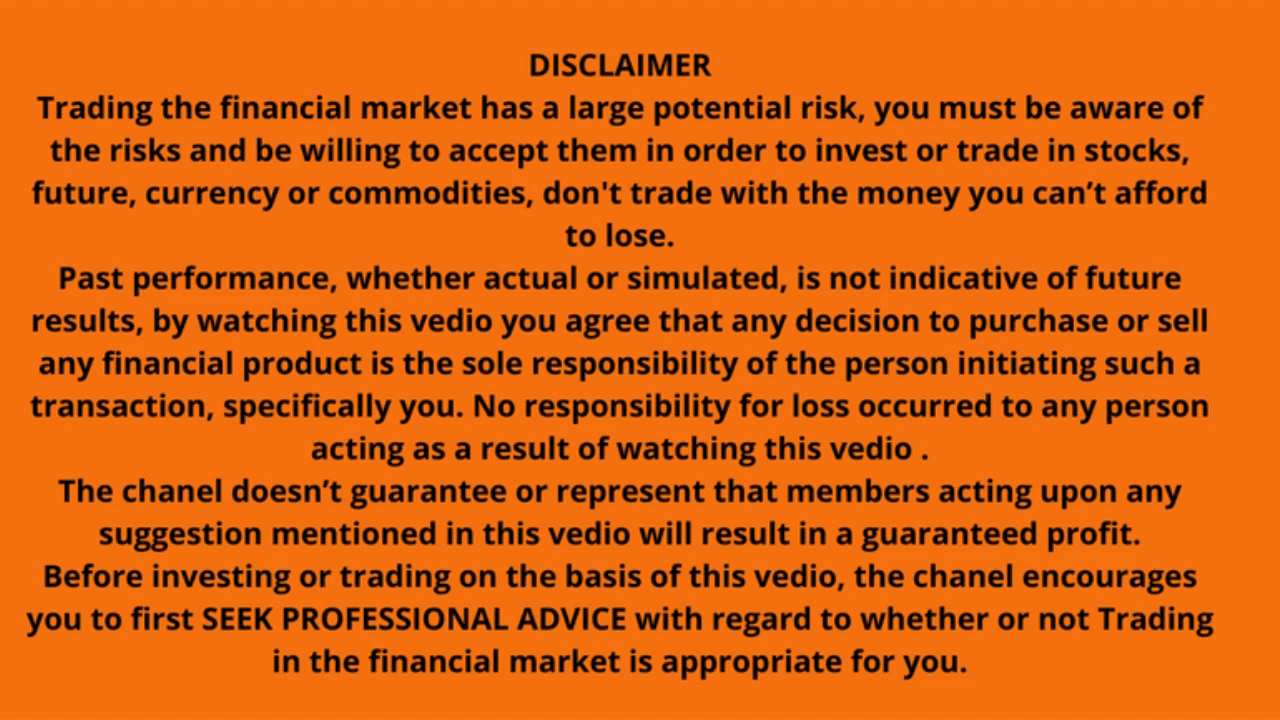 DISCLAIMER
Trading the financial market has a large potential risk, you must be aware of
the risks and be willing to accept them in order to invest or trade in stocks,
future, currency or commodities, don't trade with the money you can’t afford
to lose.
Past performance, whether actual or simulated, is not indicative of future
results, by watching this vedio you agree that any decision to purchase or sell
any financial product is the sole responsibility of the person initiating such a
transaction, specifically you. No responsibility for loss occurred to any person
acting as a result of watching this vedio .
The chanel doesn’t guarantee or represent that members acting upon any
suggestion mentioned in this vedio will result in a guaranteed profit.
Before investing or trading on the basis of this vedio, the chanel encourages
you to first SEEK PROFESSIONAL ADVICE with regard to whether or not Trading
in the financial market is appropriate for you.